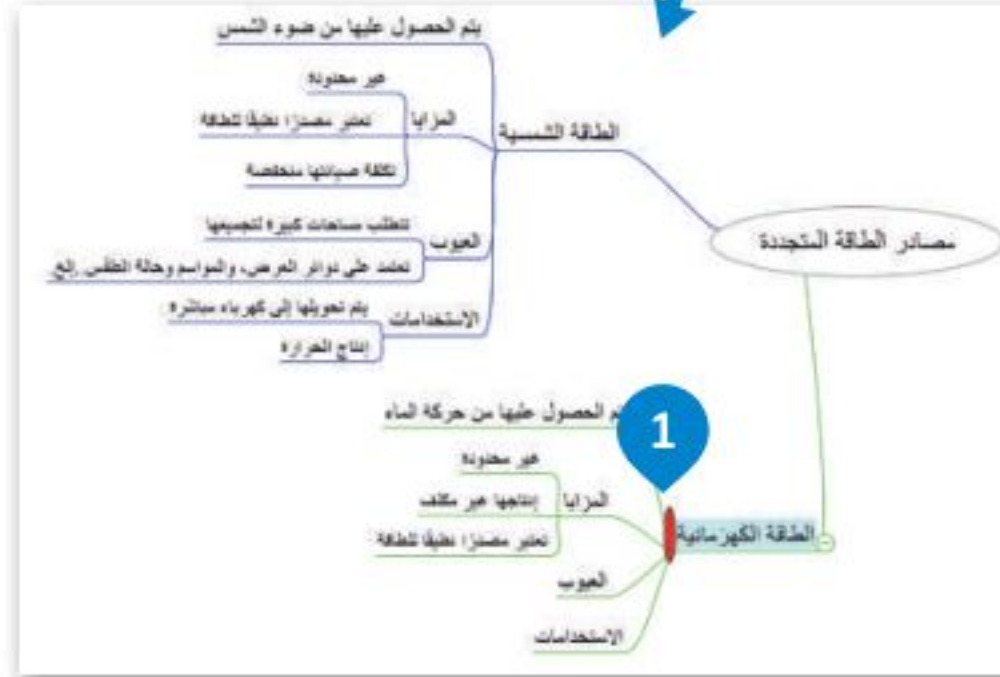 مصادر الطاقة المتجددة
الطاقة الشمسية
يتم الحصول عليها من ضوء الشمس
المزايا
غير محدودة
تعتبر مصدرًا نظيفًا للطاقة
تكلفة صيانتها منخفضة
العيوب
تتطلب مساحات كبيرة لتجميعها
تعتمد على دوائر العرض، والمواسم وحالة الطقس إلخ
الاستخدامات
يتم تحويلها إلى كهرباء مباشرة
إنتاج الحرارة
الطاقة الكهرمائية
1
تم الحصول عليها من حركة الماء
المزايا
غير محدودة
إنتاجها غير مكلف
تعتبر مصدرًا نظيفًا للطاقة
العيوب
الاستخدامات